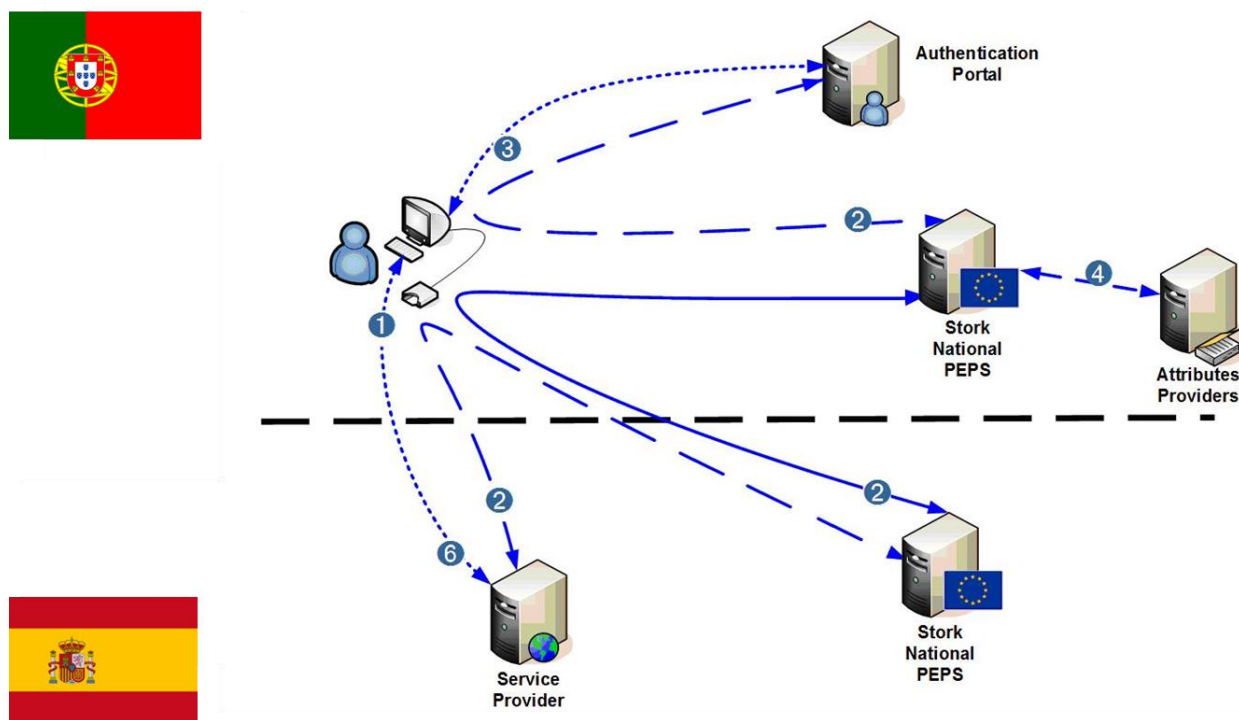 Authentication
Portal
3
2
4
1
Stork
National
PEPS
Attributes
Providers
2
2
6
Stork
National
PEPS
Service
Provider